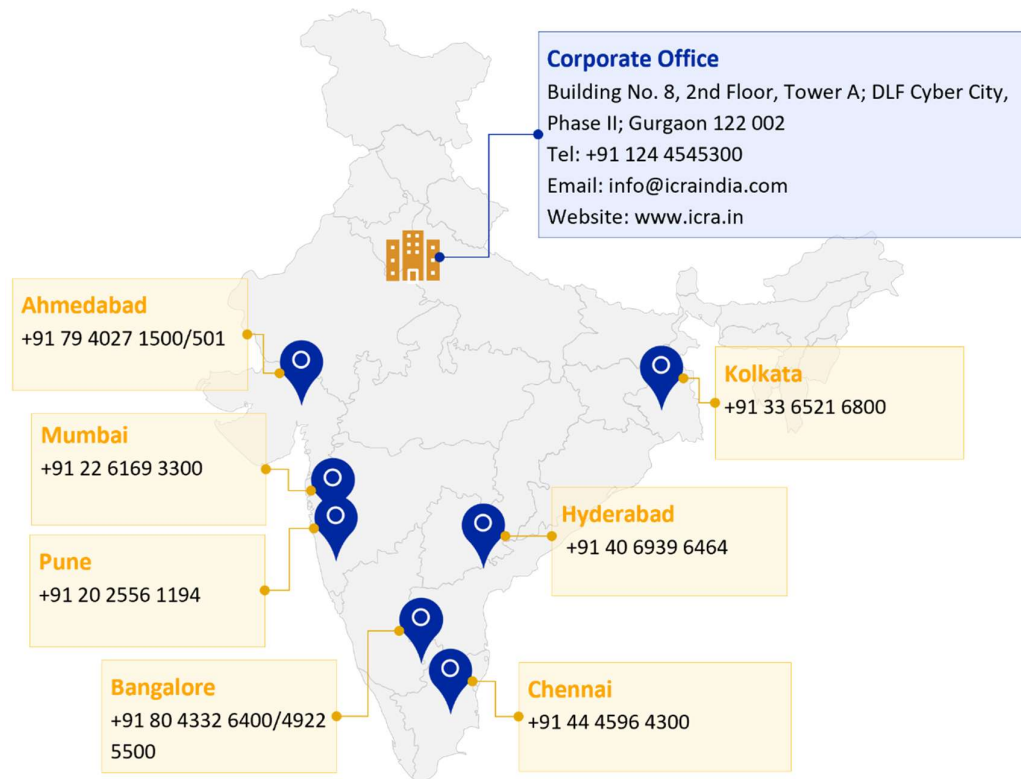 Corporate Office
Building No. 8, 2nd Floor, Tower A; DLF Cyber City,
Phase II; Gurgaon 122 002
Tel: +91 124 4545300
Email: info@icraindia.com
Website: www.icra.in
Ahmedabad
+91 79 4027 1500/501
Kolkata
+91 33 6521 6800
Mumbai
+91 22 6169 3300
Hyderabad
+91 40 6939 6464
Pune
+91 20 2556 1194
Bangalore
+91 80 4332 6400/4922
5500
Chennai
+91 44 4596 4300